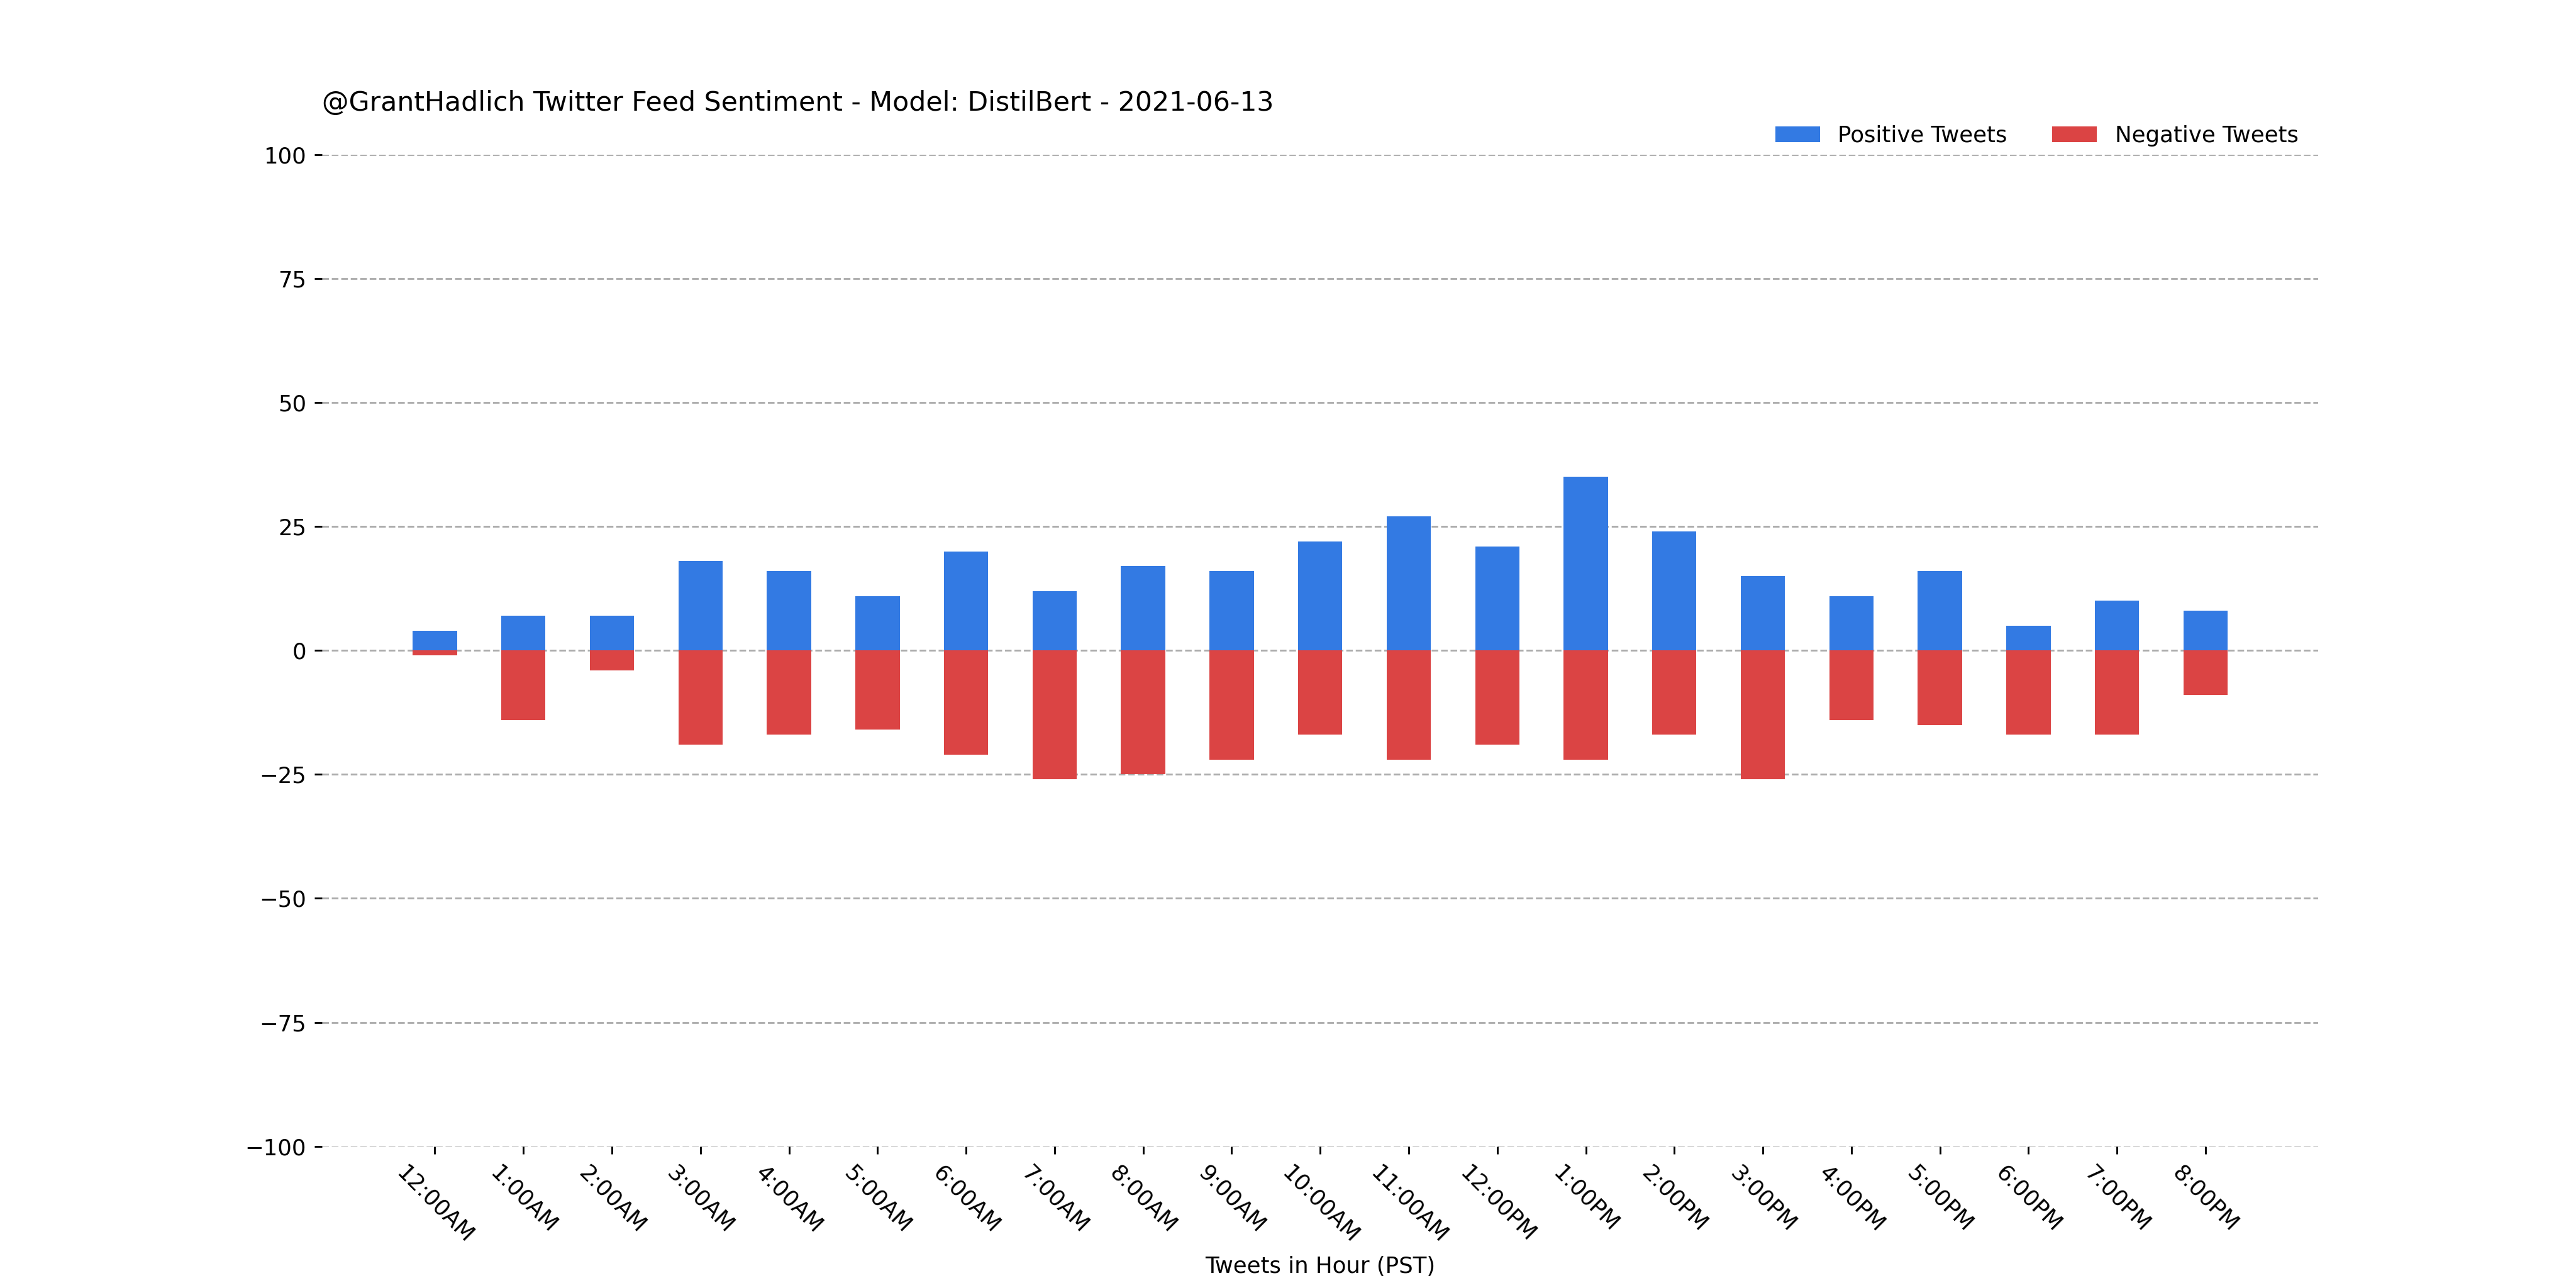 @GrantHadlich Twitter Feed Sentiment - Model: DistilBert - 2021-06-13
Positive Tweets
Negative Tweets
100
75
50
25
0
−25
−50
−75
−100
12:00AM
1:00AM
2:00AM
3:00AM
4:00AM
5:00AM
6:00AM
7:00AM
8:00AM
9:00AM
10:00AM
11:00AM
12:00PM
1:00PM
2:00PM
3:00PM
4:00PM
5:00PM
6:00PM
7:00PM
8:00PM
Tweets in Hour (PST)